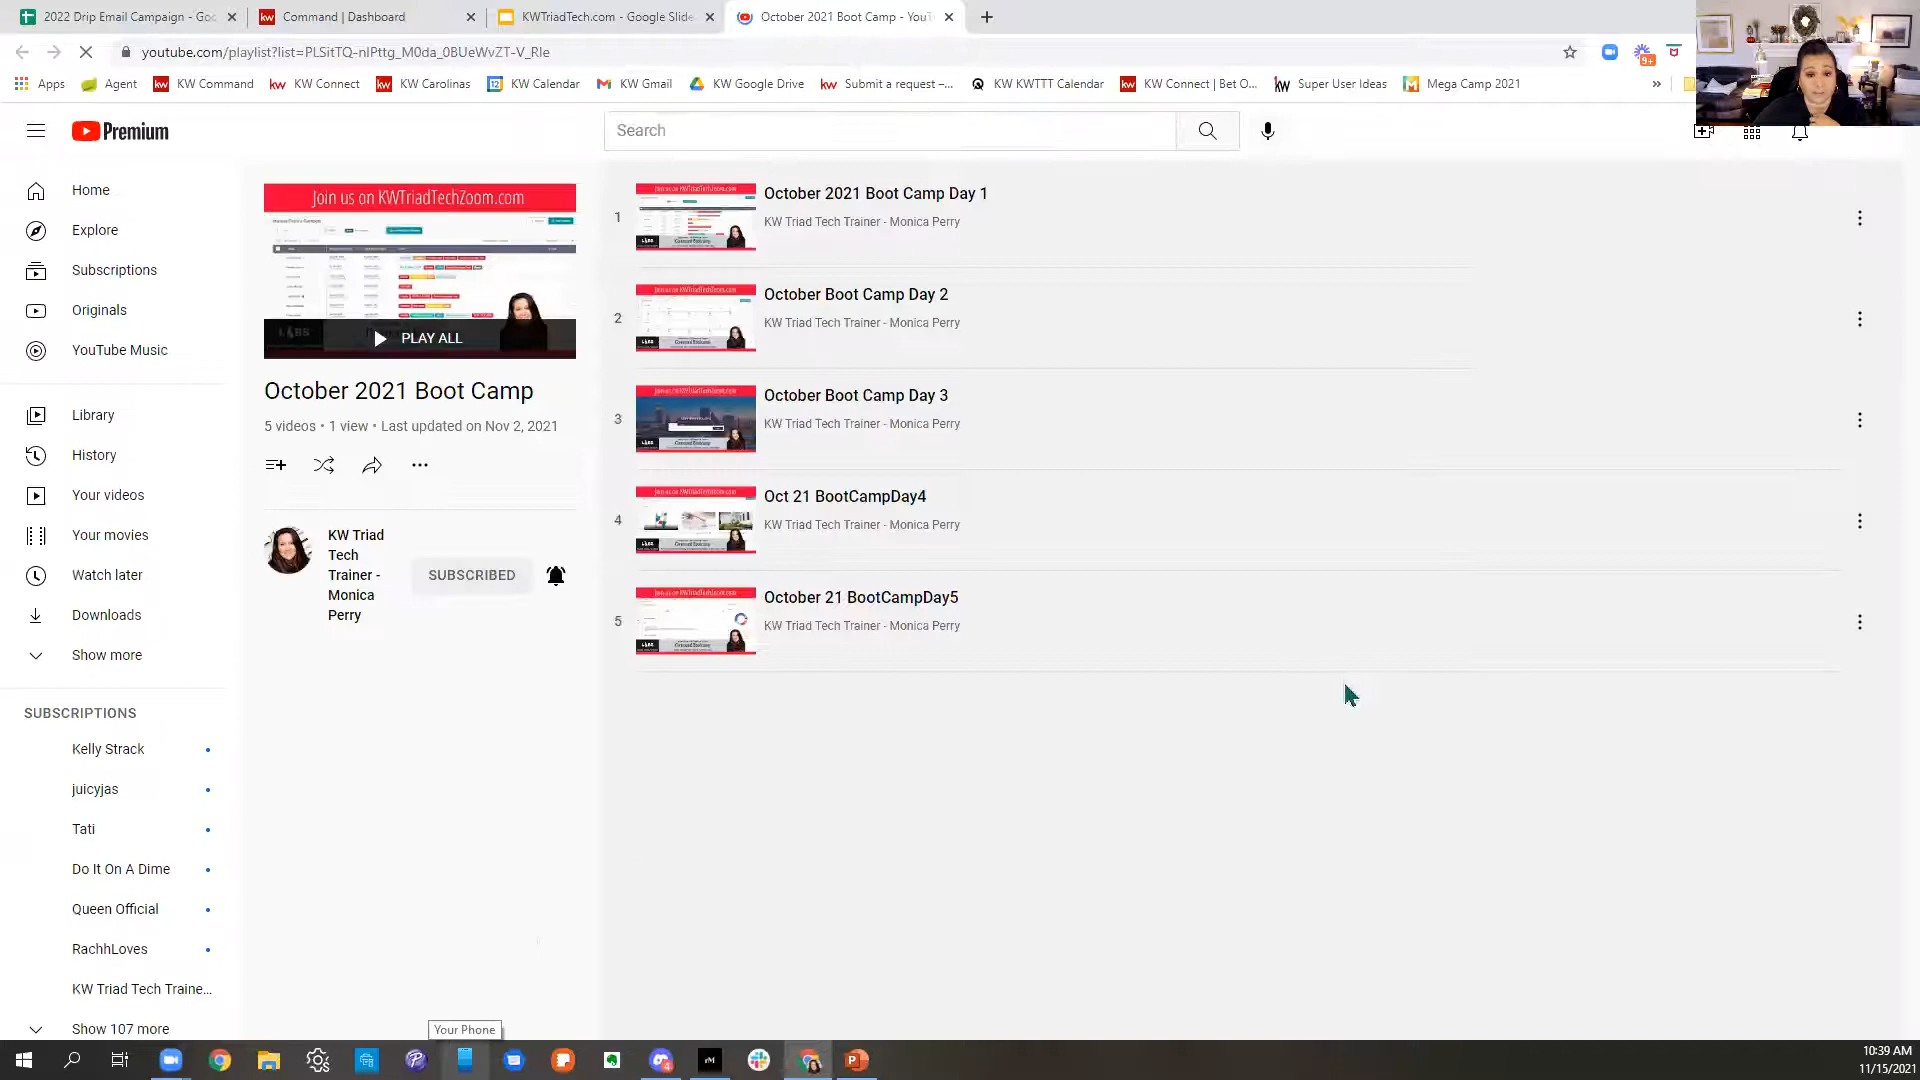 2022 Drip Email Campaign - Goo
Command | Dashboard
KWTriadTech.com - Google Slide
October 2021 Boot Camp - YouT
youtube.com/playlist?list=PLSitTQ-nIPttg_M0da_0BUeWvZT-V_Rle
Apps
Agent
KW Command
KW Connect
KW Carolinas
KW Calendar
KW Gmail
KW Google Drive
Submit a request –...
KW KWTTT Calendar
KW Connect | Bet O...
Super User Ideas
Mega Camp 2021
»
9+
Premium
Search
Home
Explore
Subscriptions
Originals
YouTube Music
Library
History
Your videos
Your movies
Watch later
Downloads
Show more
SUBSCRIPTIONS
Kelly Strack
juicyjas
Tati
Do It On A Dime
Queen Official
RachhLoves
KW Triad Tech Traine...
Show 107 more
Join us on KWTriadTechZoom.com
LABS
PLAY ALL
October 2021 Boot Camp
5 videos • 1 view • Last updated on Nov 2, 2021
KW Triad
Tech
Trainer -
Monica
Perry
SUBSCRIBED
1
October 2021 Boot Camp Day 1
KW Triad Tech Trainer - Monica Perry
2
October Boot Camp Day 2
KW Triad Tech Trainer - Monica Perry
3
October Boot Camp Day 3
KW Triad Tech Trainer - Monica Perry
4
Oct 21 BootCampDay4
KW Triad Tech Trainer - Monica Perry
5
October 21 BootCampDay5
KW Triad Tech Trainer - Monica Perry
Your Phone
10:39 AM
11/15/2021